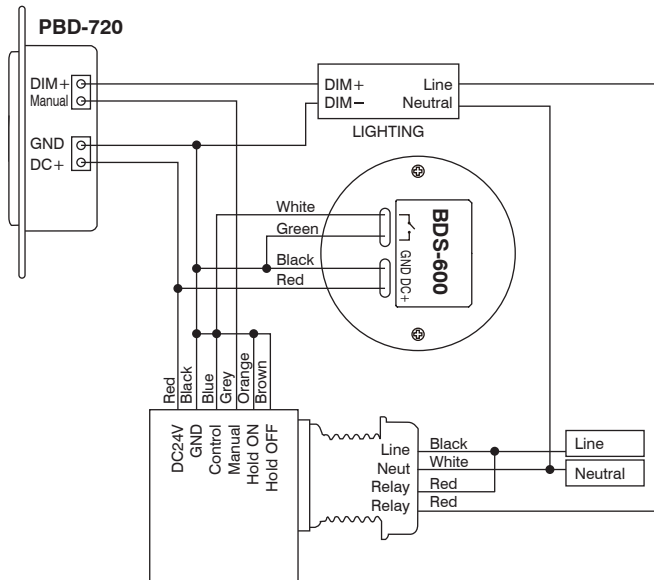 PBD-720
DIM+
Manual
GND
DC+
DIM+ Line
DIM− Neutral
LIGHTING
White
Green
Black
Red
BDS-600
GND DC+
Red
Black
Blue
Grey
Orange
Brown
DC24V
GND
Control
Manual
Hold ON
Hold OFF
Line Black Line
Neut White Neutral
Relay Red
Relay Red